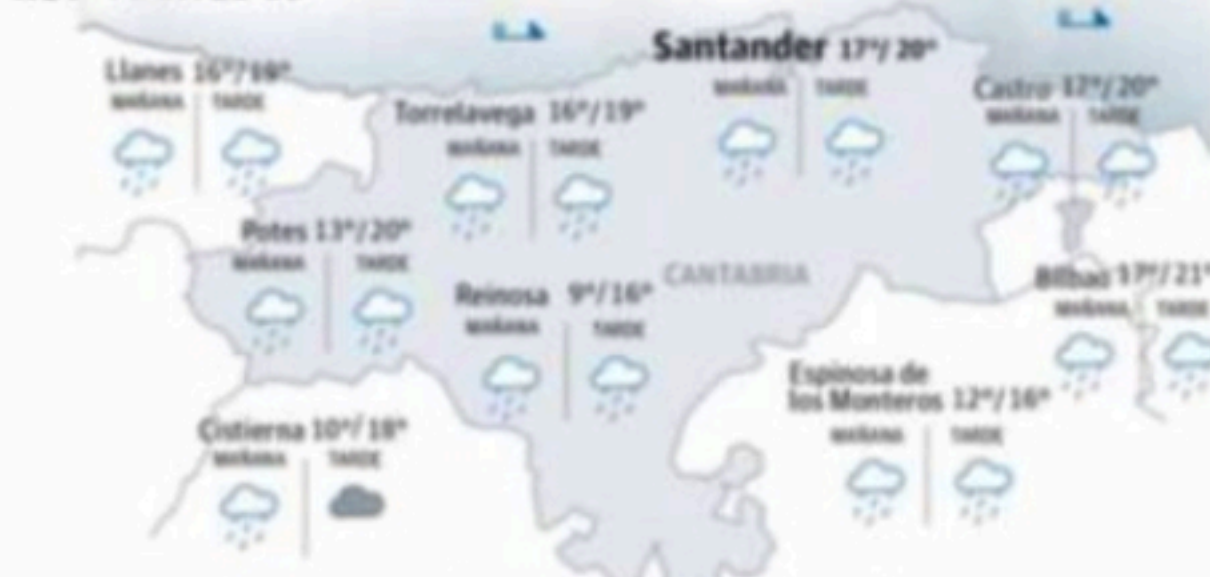 Santander 17°/ 20°
MAÑANA TARDE
Llanes 16°/19°
MAÑANA TARDE
Castro 17°/20°
MAÑANA TARDE
Torrelavega 16°/19°
MAÑANA TARDE
Potes 13°/20°
MAÑANA TARDE
CANTABRIA
Bilbao 17°/21°
MAÑANA TARDE
Reinosa 9°/16°
MAÑANA TARDE
Espinosa de
los Monteros 12°/16°
MAÑANA TARDE
Cistierna 10°/18°
MAÑANA TARDE